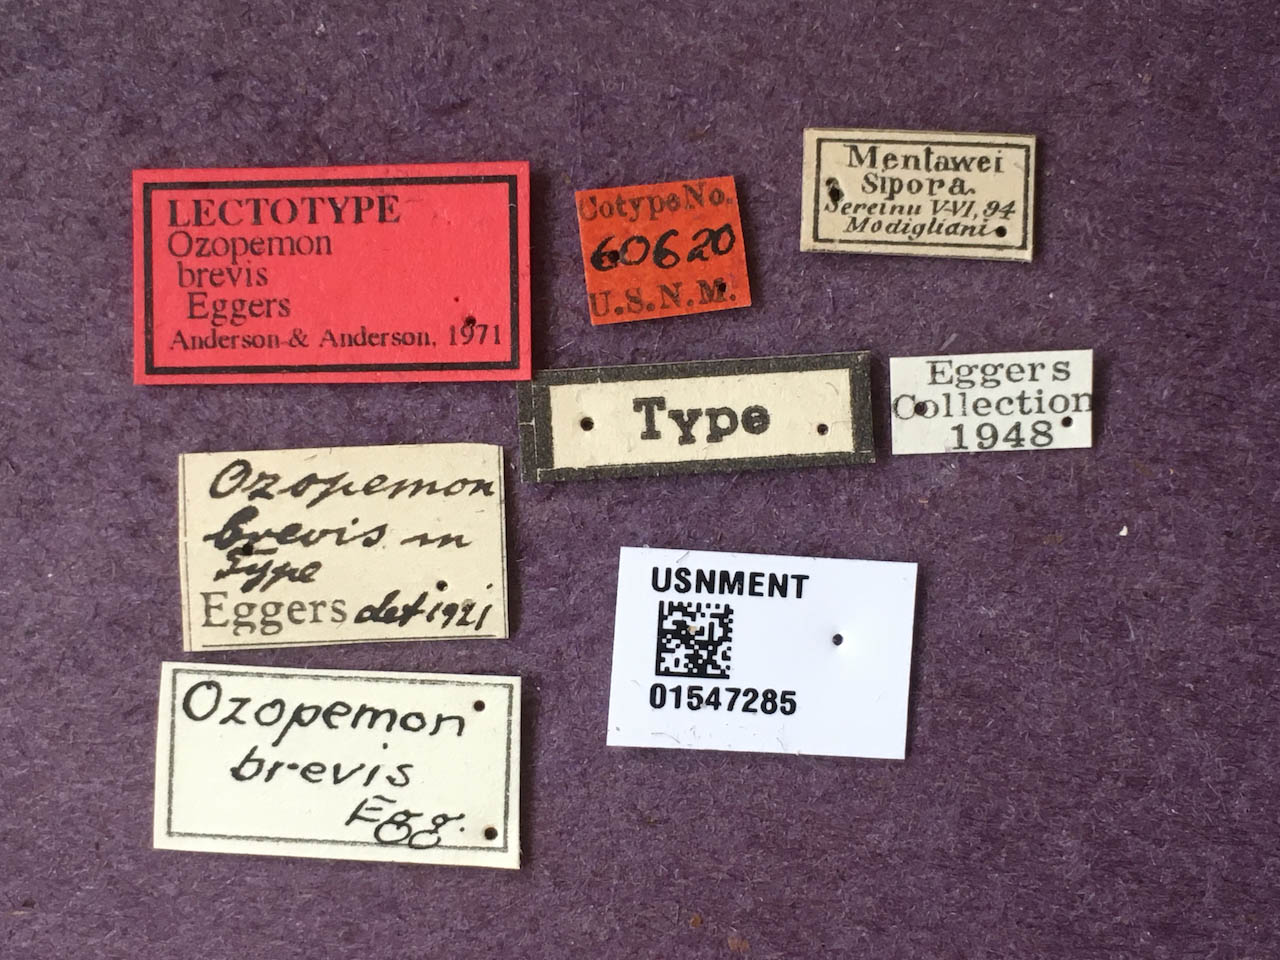 LECTOTYPE
Ozopemon
brevis
Eggers
Anderson & Anderson, 1971
Cotype No.
60620
U.S.N.M.
Mentawei
Sipora.
Sereinu V-VI, 94
Modigliani
Type
Eggers
Collection
1948
Ozopemon
brevis m
Type
Eggers det 1921
USNMENT
01547285
Ozopemon
brevis
Egg.